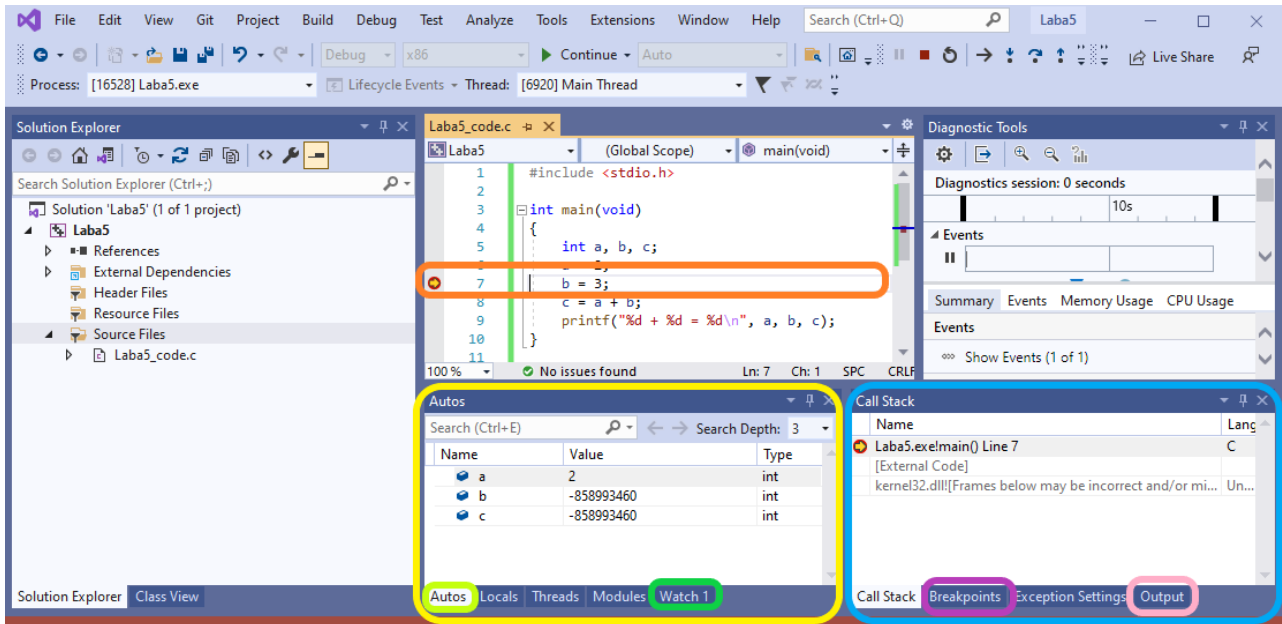 File Edit View Git Project Build Debug Test Analyze Tools Extensions Window Help Search (Ctrl+Q) Laba5
Debug x86 Continue Auto Live Share
Process: [16528] Laba5.exe Lifecycle Events Thread: [6920] Main Thread
Solution Explorer
Search Solution Explorer (Ctrl+;)
Solution 'Laba5' (1 of 1 project)
Laba5
References
External Dependencies
Header Files
Resource Files
Source Files
Laba5_code.c
Solution Explorer Class View
Laba5_code.c
Laba5 (Global Scope) main(void)
1 #include <stdio.h>
2
3 int main(void)
4 {
5 int a, b, c;
7 b = 3;
8 c = a + b;
9 printf("%d + %d = %d\n", a, b, c);
10 }
11
100 % No issues found Ln: 7 Ch: 1 SPC CRLF
Diagnostic Tools
Diagnostics session: 0 seconds
10s
Events
Summary Events Memory Usage CPU Usage
Events
Show Events (1 of 1)
Autos
Search (Ctrl+E) Search Depth: 3
Name Value Type
a 2 int
b -858993460 int
c -858993460 int
Autos Locals Threads Modules Watch 1
Call Stack
Name Lang
Laba5.exe!main() Line 7 C
[External Code]
kernel32.dll![Frames below may be incorrect and/or mi... Un...
Call Stack Breakpoints Exception Settings Output